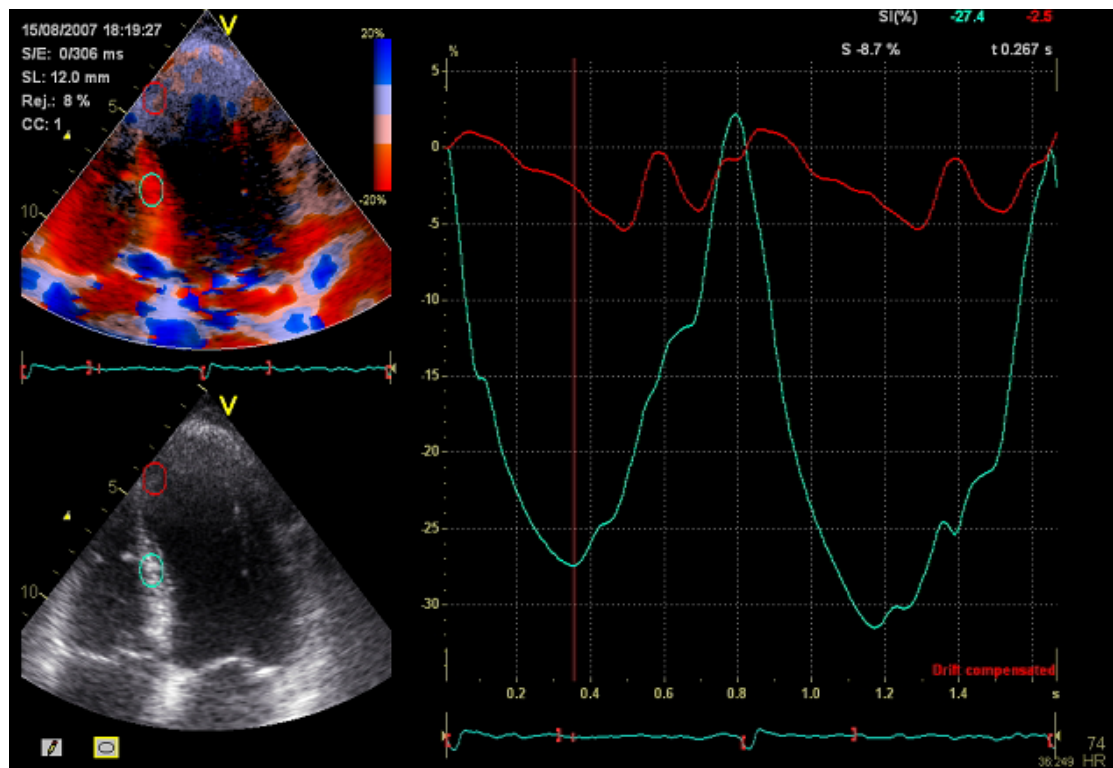 15/08/2007 18:19:27
S/E: 0/306 ms
SL: 12.0 mm
Rej.: 8 %
CC: 1
V
20%
-20%
5
10
V
5
10
SI(%) -27.4 -2.5
S -8.7 % t 0.267 s
%
5
0
-5
-10
-15
-20
-25
-30
Drift compensated
0.2 0.4 0.6 0.8 1.0 1.2 1.4 s
74
36.249 HR